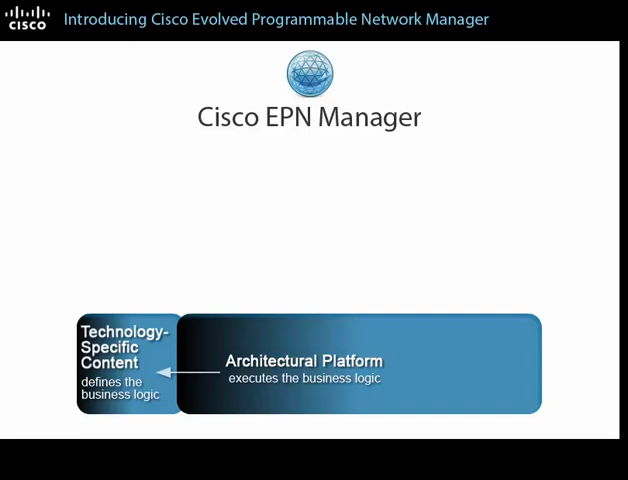 CISCO
Introducing Cisco Evolved Programmable Network Manager
Cisco EPN Manager
Technology-
Specific
Content
defines the
business logic
Architectural Platform
executes the business logic